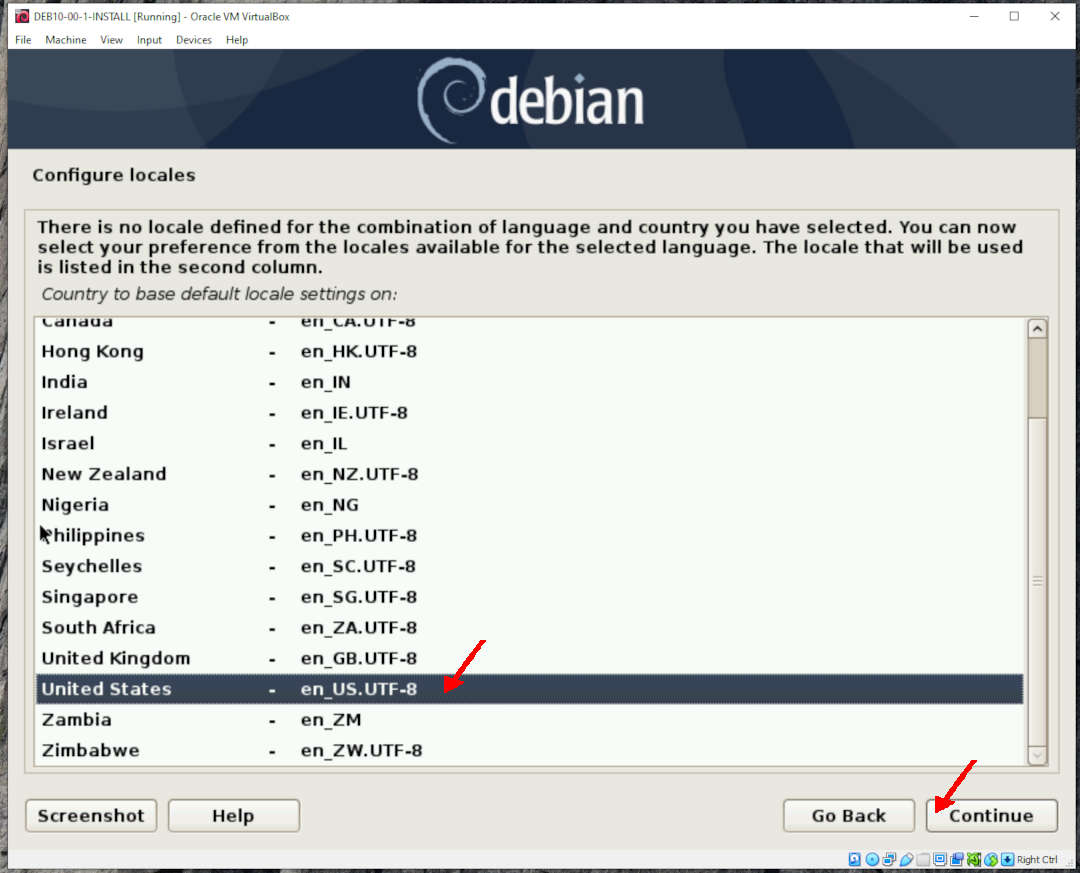 DEB10-00-1-INSTALL [Running] - Oracle VM VirtualBox
File Machine View Input Devices Help
debian
Configure locales
There is no locale defined for the combination of language and country you have selected. You can now
select your preference from the locales available for the selected language. The locale that will be used
is listed in the second column.
Country to base default locale settings on:
Canada - en_CA.UTF-8
Hong Kong - en_HK.UTF-8
India - en_IN
Ireland - en_IE.UTF-8
Israel - en_IL
New Zealand - en_NZ.UTF-8
Nigeria - en_NG
Philippines - en_PH.UTF-8
Seychelles - en_SC.UTF-8
Singapore - en_SG.UTF-8
South Africa - en_ZA.UTF-8
United Kingdom - en_GB.UTF-8
United States - en_US.UTF-8
Zambia - en_ZM
Zimbabwe - en_ZW.UTF-8
Screenshot Help Go Back Continue
Right Ctrl